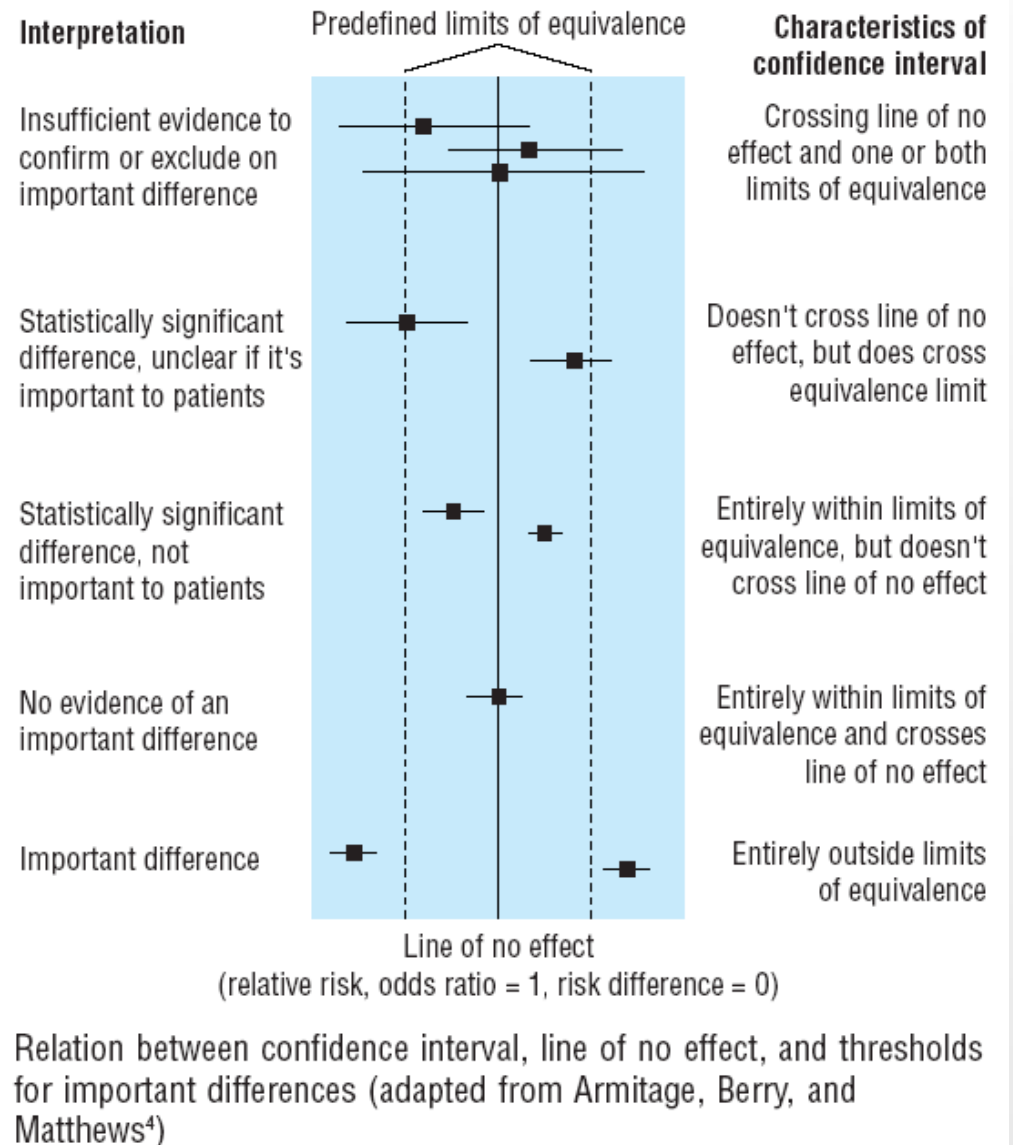 Interpretation
Predefined limits of equivalence
Characteristics of
confidence interval
Insufficient evidence to
confirm or exclude on
important difference
Crossing line of no
effect and one or both
limits of equivalence
Statistically significant
difference, unclear if it's
important to patients
Doesn't cross line of no
effect, but does cross
equivalence limit
Statistically significant
difference, not
important to patients
Entirely within limits of
equivalence, but doesn't
cross line of no effect
No evidence of an
important difference
Entirely within limits of
equivalence and crosses
line of no effect
Important difference
Entirely outside limits
of equivalence
Line of no effect
(relative risk, odds ratio = 1, risk difference = 0)
Relation between confidence interval, line of no effect, and thresholds
for important differences (adapted from Armitage, Berry, and
Matthews⁴)